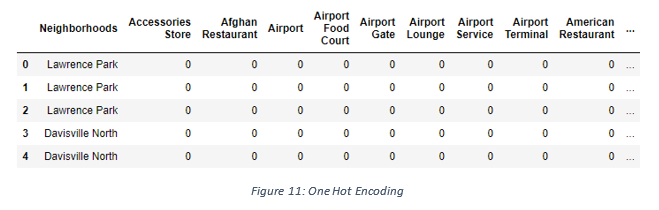 Neighborhoods Accessories Store Afghan Restaurant Airport Airport Food Court Airport Gate Airport Lounge Airport Service Airport Terminal American Restaurant ...
0 Lawrence Park 0 0 0 0 0 0 0 0 0 ...
1 Lawrence Park 0 0 0 0 0 0 0 0 0 ...
2 Lawrence Park 0 0 0 0 0 0 0 0 0 ...
3 Davisville North 0 0 0 0 0 0 0 0 0 ...
4 Davisville North 0 0 0 0 0 0 0 0 0 ...
Figure 11: One Hot Encoding